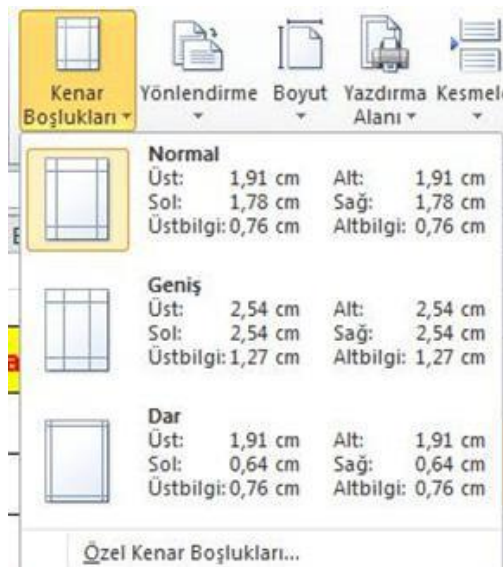 Kenar Boşlukları
Yönlendirme
Boyut
Yazdırma Alanı
Normal
Üst: 1,91 cm Alt: 1,91 cm
Sol: 1,78 cm Sağ: 1,78 cm
Üstbilgi: 0,76 cm Altbilgi: 0,76 cm
Geniş
Üst: 2,54 cm Alt: 2,54 cm
Sol: 2,54 cm Sağ: 2,54 cm
Üstbilgi: 1,27 cm Altbilgi: 1,27 cm
Dar
Üst: 1,91 cm Alt: 1,91 cm
Sol: 0,64 cm Sağ: 0,64 cm
Üstbilgi: 0,76 cm Altbilgi: 0,76 cm
Özel Kenar Boşlukları...